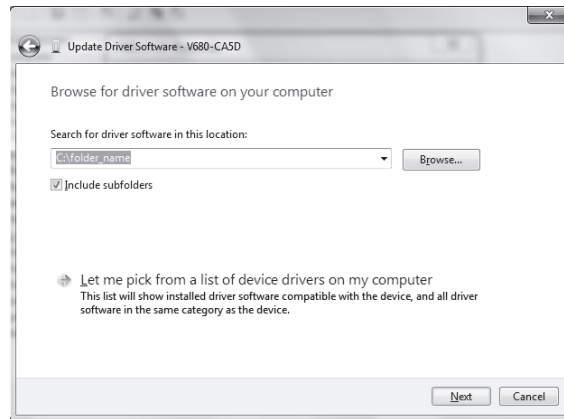 Update Driver Software - V680-CA5D
Browse for driver software on your computer
Search for driver software in this location:
C:\folder_name
Browse...
Include subfolders
Let me pick from a list of device drivers on my computer
This list will show installed driver software compatible with the device, and all driver
software in the same category as the device.
Next
Cancel